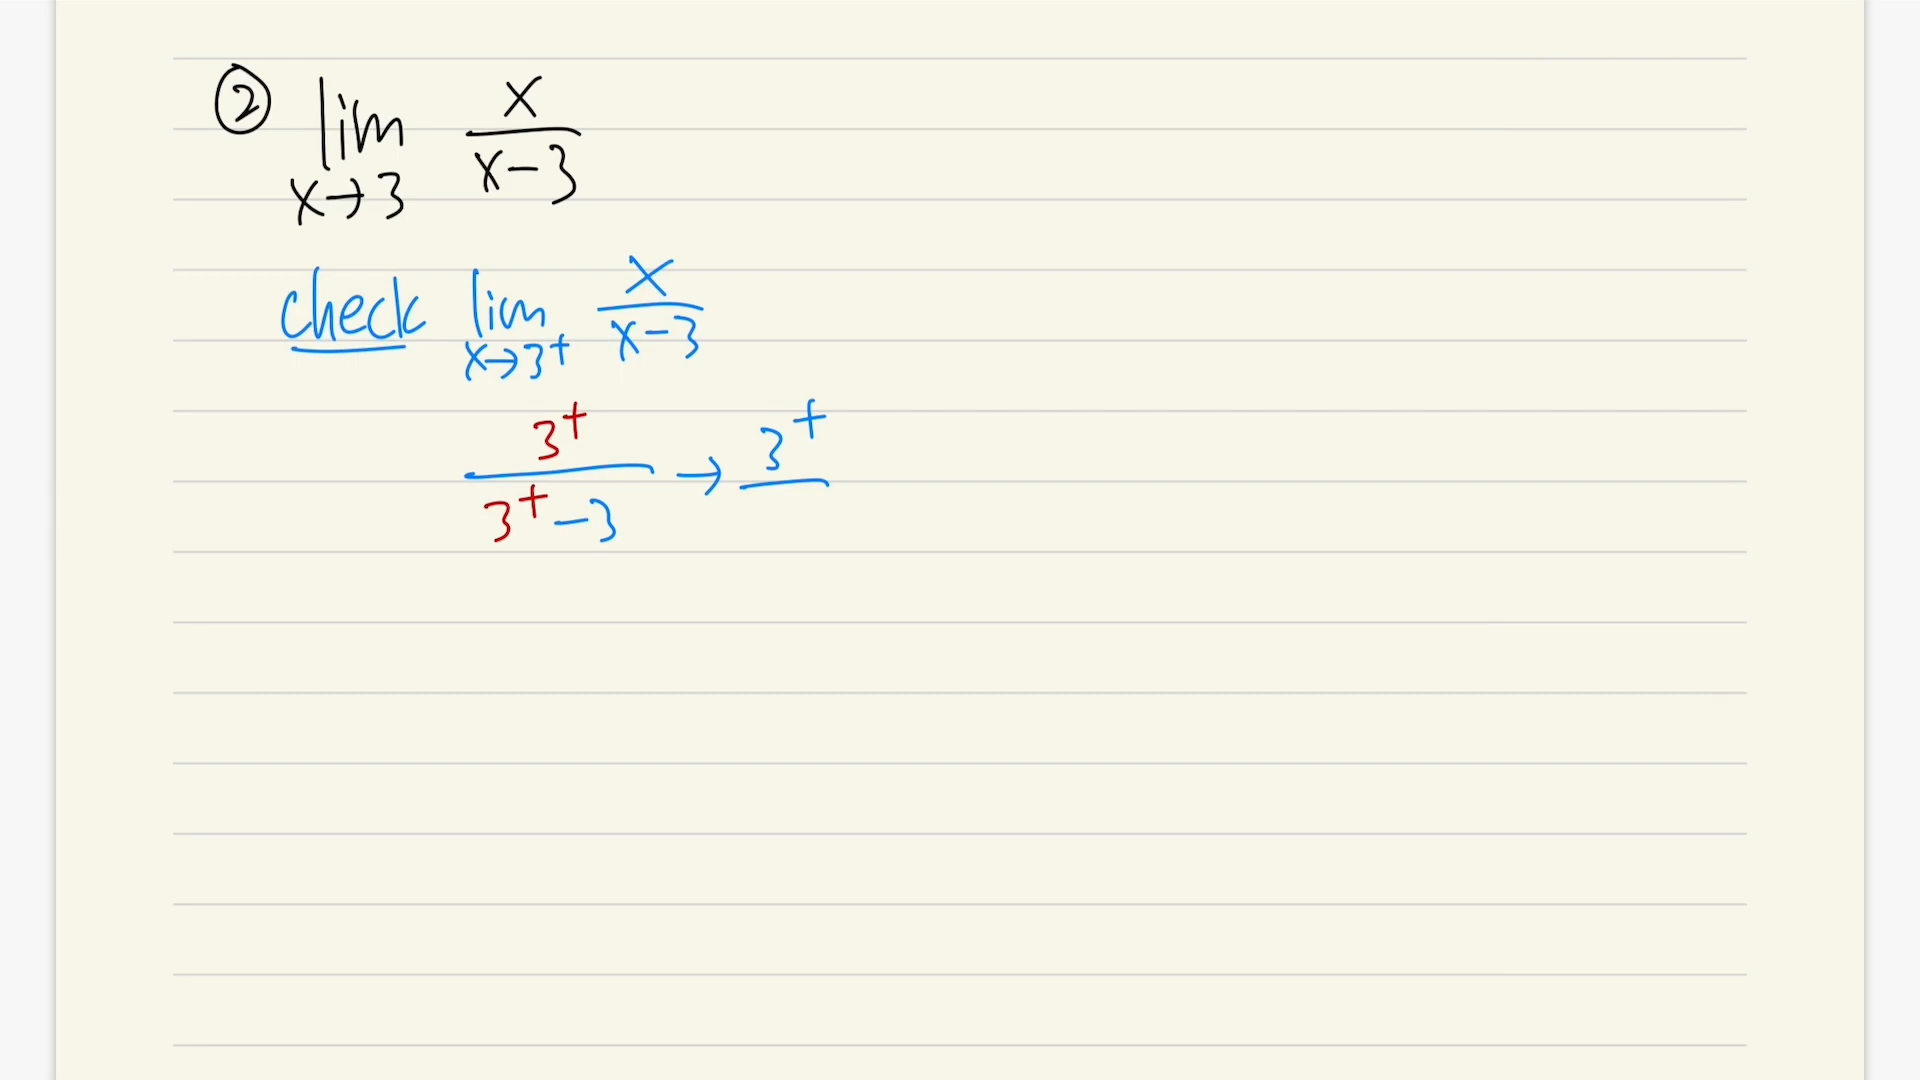 ② lim x→3 x/(x-3)
check lim x→3⁺ x/(x-3)
3⁺/(3⁺-3) → 3⁺/